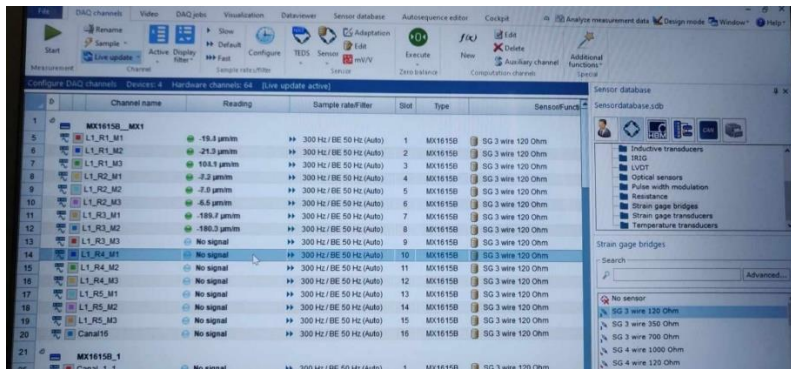 File DAQ channels Video DAQ jobs Visualization Dataviewer Sensor database Autosequence editor Cockpit Analyze measurement data Design mode Window Help
Start Rename Sample Live update Active Display filter Slow Default Fast Configure TEDS Sensor Adaptation Edit mV/V Execute f(x) New Edit Delete Auxiliary channel Additional functions
Measurement Channel Sample rates/filter Sensor Zero balance Computation channels Special
Configure DAQ channels Devices: 4 Hardware channels: 64 [Live update active]
Channel name Reading Sample rate/Filter Slot Type Sensor/Functi
1 MX1615B__MX1
5 L1_R1_M1 -19.4 µm/m 300 Hz / BE 50 Hz (Auto) 1 MX1615B SG 3 wire 120 Ohm
6 L1_R1_M2 300 Hz / BE 50 Hz (Auto) 2 MX1615B SG 3 wire 120 Ohm
7 L1_R1_M3 300 Hz / BE 50 Hz (Auto) 3 MX1615B SG 3 wire 120 Ohm
8 L1_R2_M1 300 Hz / BE 50 Hz (Auto) 4 MX1615B SG 3 wire 120 Ohm
9 L1_R2_M2 -7.0 µm/m 300 Hz / BE 50 Hz (Auto) 5 MX1615B SG 3 wire 120 Ohm
10 L1_R2_M3 300 Hz / BE 50 Hz (Auto) 6 MX1615B SG 3 wire 120 Ohm
11 L1_R3_M1 300 Hz / BE 50 Hz (Auto) 7 MX1615B SG 3 wire 120 Ohm
12 L1_R3_M2 -180.3 µm/m 300 Hz / BE 50 Hz (Auto) 8 MX1615B SG 3 wire 120 Ohm
13 L1_R3_M3 No signal 300 Hz / BE 50 Hz (Auto) 9 MX1615B SG 3 wire 120 Ohm
14 L1_R4_M1 No signal 300 Hz / BE 50 Hz (Auto) 10 MX1615B SG 3 wire 120 Ohm
15 L1_R4_M2 No signal 300 Hz / BE 50 Hz (Auto) 11 MX1615B SG 3 wire 120 Ohm
16 L1_R4_M3 No signal 300 Hz / BE 50 Hz (Auto) 12 MX1615B SG 3 wire 120 Ohm
17 L1_R5_M1 No signal 300 Hz / BE 50 Hz (Auto) 13 MX1615B SG 3 wire 120 Ohm
18 L1_R5_M2 No signal 300 Hz / BE 50 Hz (Auto) 14 MX1615B SG 3 wire 120 Ohm
19 L1_R5_M3 No signal 300 Hz / BE 50 Hz (Auto) 15 MX1615B SG 3 wire 120 Ohm
20 Canal16 No signal 300 Hz / BE 50 Hz (Auto) 16 MX1615B SG 3 wire 120 Ohm
21 MX1615B_1
Sensor database
Sensordatabase.sdb
HBM CAN
Inductive transducers
IRIG
LVDT
Optical sensors
Pulse width modulation
Resistance
Strain gage bridges
Strain gage transducers
Temperature transducers
Strain gage bridges
Search
Advanced...
No sensor
SG 3 wire 120 Ohm
SG 3 wire 350 Ohm
SG 3 wire 700 Ohm
SG 4 wire 1000 Ohm
SG 4 wire 120 Ohm